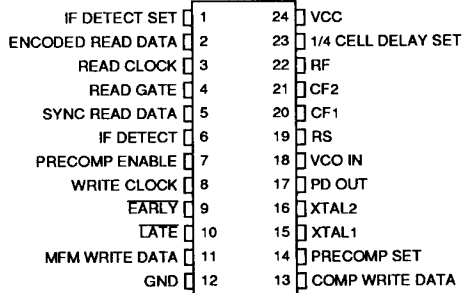 IF DETECT SET 1 24 VCC
ENCODED READ DATA 2 23 1/4 CELL DELAY SET
READ CLOCK 3 22 RF
READ GATE 4 21 CF2
SYNC READ DATA 5 20 CF1
IF DETECT 6 19 RS
PRECOMP ENABLE 7 18 VCO IN
WRITE CLOCK 8 17 PD OUT
EARLY 9 16 XTAL2
LATE 10 15 XTAL1
MFM WRITE DATA 11 14 PRECOMP SET
GND 12 13 COMP WRITE DATA